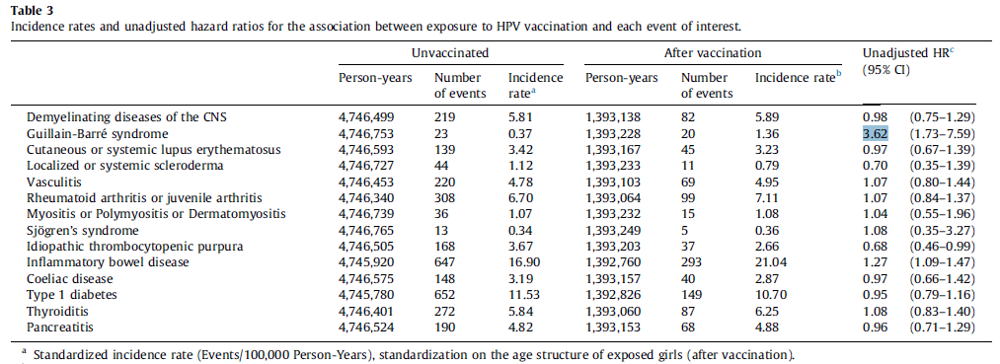 Table 3
Incidence rates and unadjusted hazard ratios for the association between exposure to HPV vaccination and each event of interest.
Unvaccinated After vaccination Unadjusted HRc
(95% CI)
Person-years Number of events Incidence ratea Person-years Number of events Incidence rateb
Demyelinating diseases of the CNS 4,746,499 219 5.81 1,393,138 82 5.89 0.98 (0.75–1.29)
Guillain-Barré syndrome 4,746,753 23 0.37 1,393,228 20 1.36 3.62 (1.73–7.59)
Cutaneous or systemic lupus erythematosus 4,746,593 139 3.42 1,393,167 45 3.23 0.97 (0.67–1.39)
Localized or systemic scleroderma 4,746,727 44 1.12 1,393,233 11 0.79 0.70 (0.35–1.39)
Vasculitis 4,746,453 220 4.78 1,393,103 69 4.95 1.07 (0.80–1.44)
Rheumatoid arthritis or juvenile arthritis 4,746,340 308 6.70 1,393,064 99 7.11 1.07 (0.84–1.37)
Myositis or Polymyositis or Dermatomyositis 4,746,739 36 1.07 1,393,232 15 1.08 1.04 (0.55–1.96)
Sjögren's syndrome 4,746,765 13 0.34 1,393,249 5 0.36 1.08 (0.35–3.27)
Idiopathic thrombocytopenic purpura 4,746,505 168 3.67 1,393,203 37 2.66 0.68 (0.46–0.99)
Inflammatory bowel disease 4,745,920 647 16.90 1,392,760 293 21.04 1.27 (1.09–1.47)
Coeliac disease 4,746,575 148 3.19 1,393,157 40 2.87 0.97 (0.66–1.42)
Type 1 diabetes 4,745,780 652 11.53 1,392,826 149 10.70 0.95 (0.79–1.16)
Thyroiditis 4,746,401 272 5.84 1,393,060 87 6.25 1.08 (0.83–1.40)
Pancreatitis 4,746,524 190 4.82 1,393,153 68 4.88 0.96 (0.71–1.29)
a Standardized incidence rate (Events/100,000 Person-Years), standardization on the age structure of exposed girls (after vaccination).